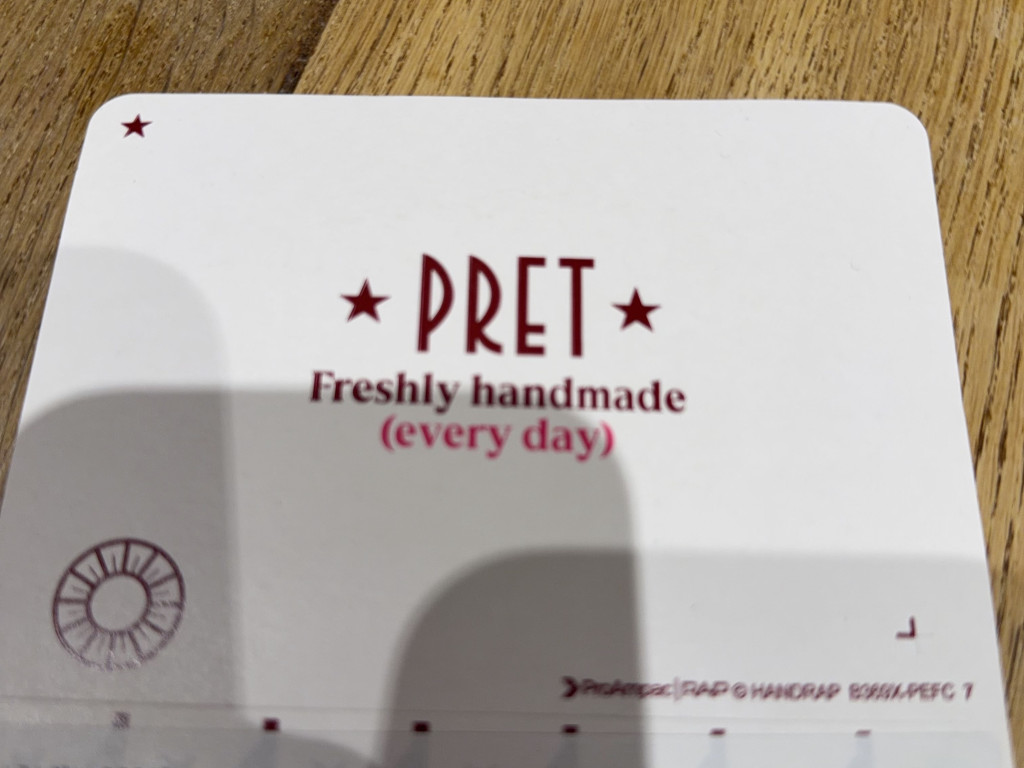 PRET
Freshly handmade
(every day)
ProAmpac RAP © HANDRAP